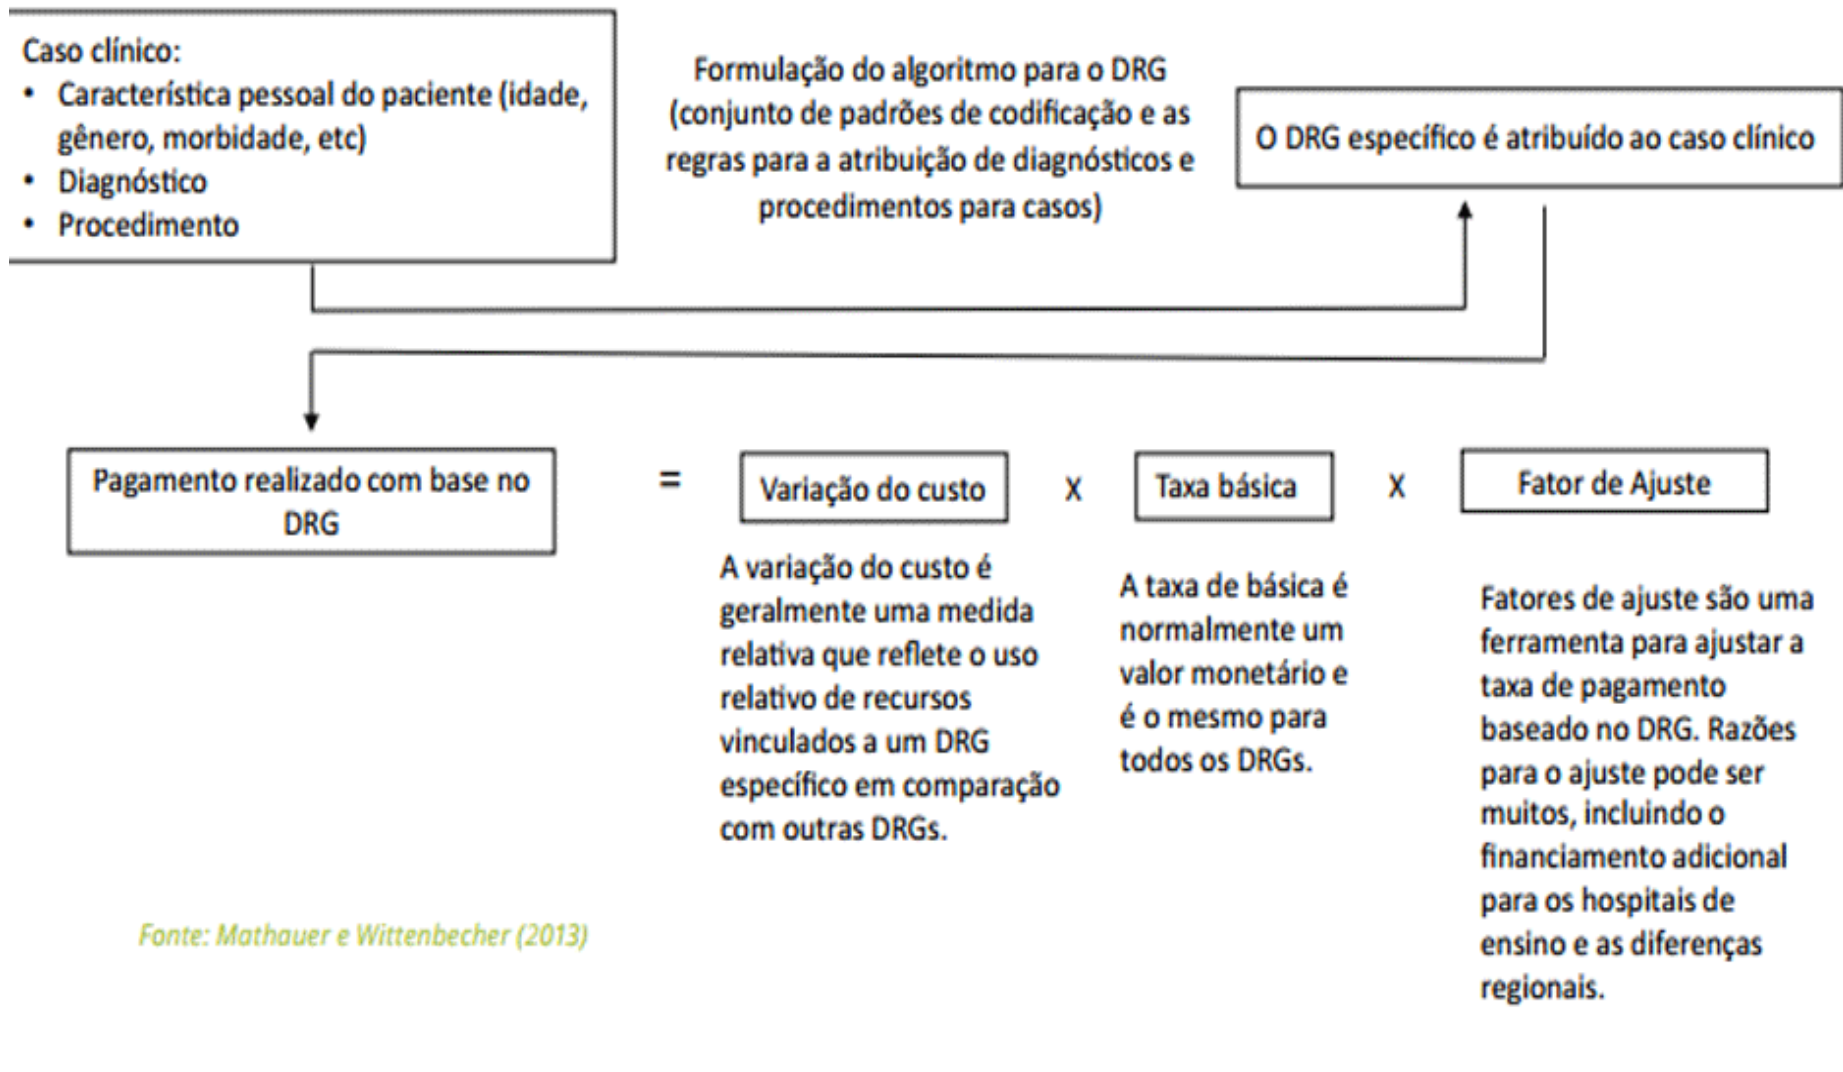 Caso clínico:
• Característica pessoal do paciente (idade,
gênero, morbidade, etc)
• Diagnóstico
• Procedimento
Formulação do algoritmo para o DRG
(conjunto de padrões de codificação e as
regras para a atribuição de diagnósticos e
procedimentos para casos)
O DRG específico é atribuído ao caso clínico
Pagamento realizado com base no
DRG
=
Variação do custo
x
Taxa básica
x
Fator de Ajuste
A variação do custo é
geralmente uma medida
relativa que reflete o uso
relativo de recursos
vinculados a um DRG
específico em comparação
com outras DRGs.
A taxa de básica é
normalmente um
valor monetário e
é o mesmo para
todos os DRGs.
Fatores de ajuste são uma
ferramenta para ajustar a
taxa de pagamento
baseado no DRG. Razões
para o ajuste pode ser
muitos, incluindo o
financiamento adicional
para os hospitais de
ensino e as diferenças
regionais.
Fonte: Mathauer e Wittenbecher (2013)